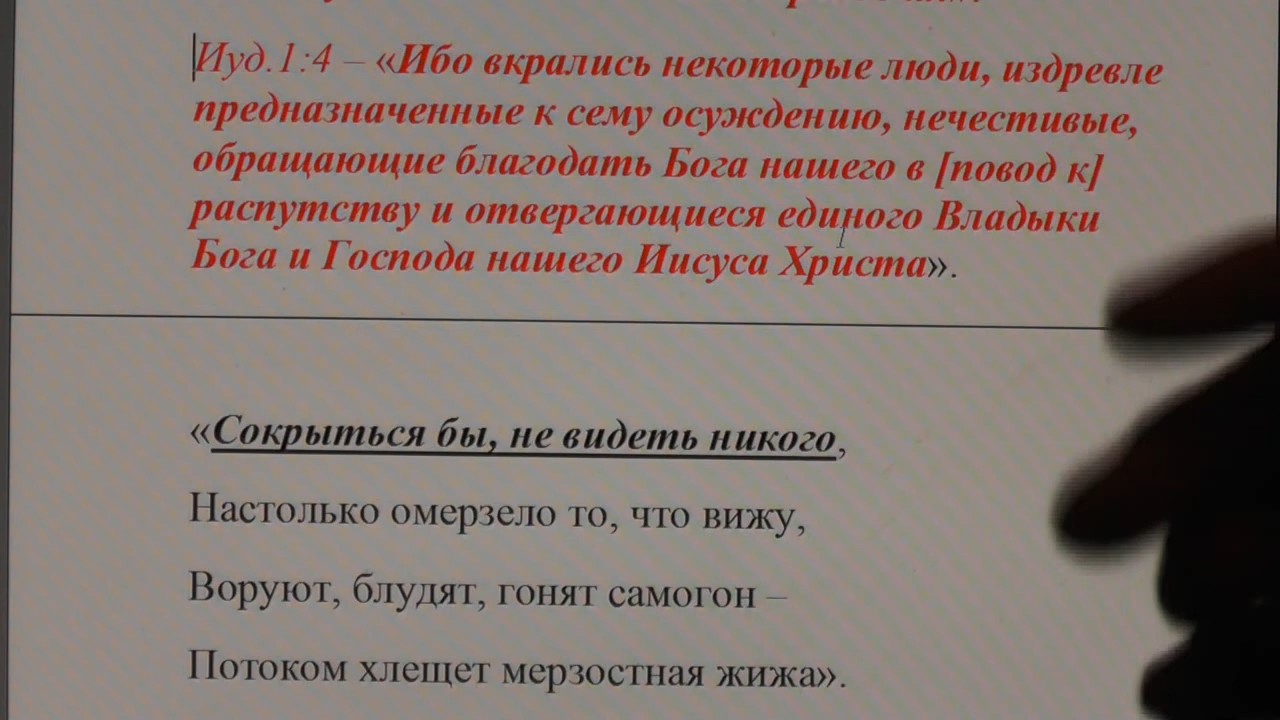 Иуд.1:4 – «Ибо вкрались некоторые люди, издревле
предназначенные к сему осуждению, нечестивые,
обращающие благодать Бога нашего в [повод к]
распутству и отвергающиеся единого Владыки
Бога и Господа нашего Иисуса Христа».
«Сокрыться бы, не видеть никого,
Настолько омерзело то, что вижу,
Воруют, блудят, гонят самогон –
Потоком хлещет мерзостная жижа».